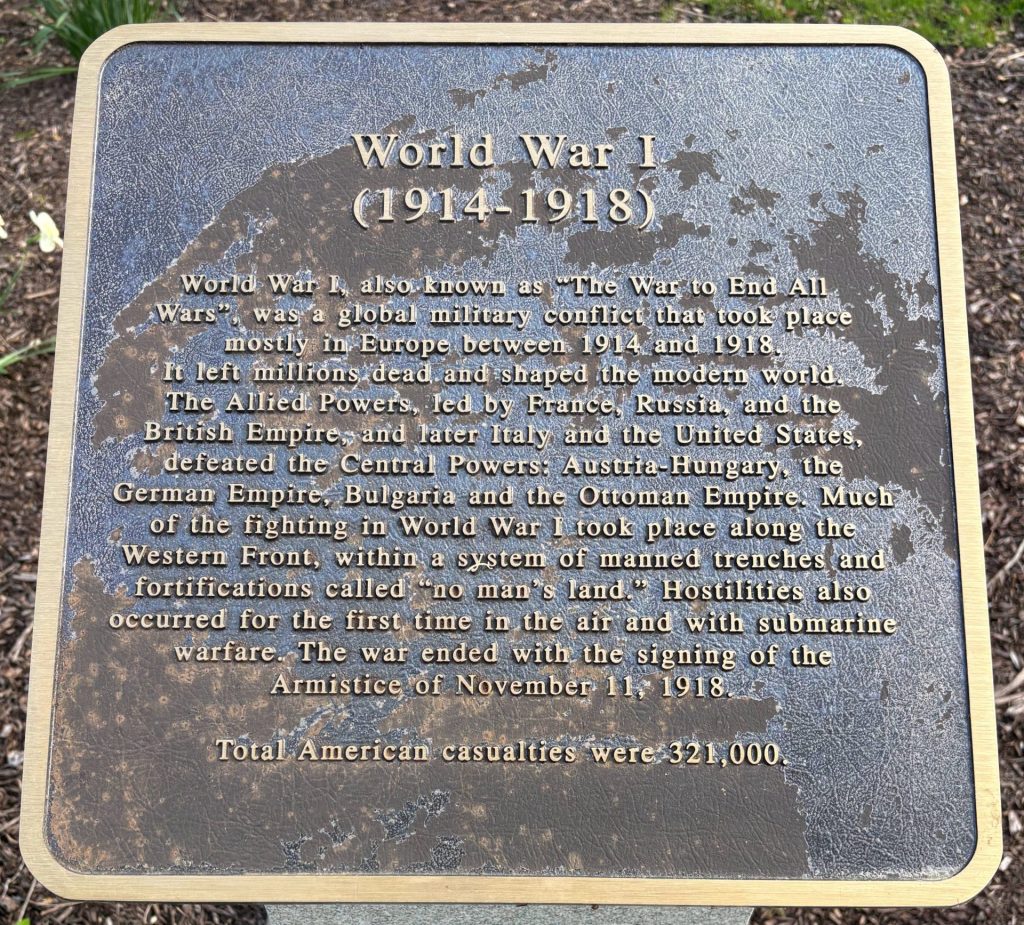 World War I
(1914-1918)
World War I, also known as “The War to End All
Wars”, was a global military conflict that took place
mostly in Europe between 1914 and 1918.
It left millions dead and shaped the modern world.
The Allied Powers, led by France, Russia, and the
British Empire, and later Italy and the United States,
defeated the Central Powers: Austria-Hungary, the
German Empire, Bulgaria and the Ottoman Empire. Much
of the fighting in World War I took place along the
Western Front, within a system of manned trenches and
fortifications called “no man’s land.” Hostilities also
occurred for the first time in the air and with submarine
warfare. The war ended with the signing of the
Armistice of November 11, 1918.
Total American casualties were 321,000.